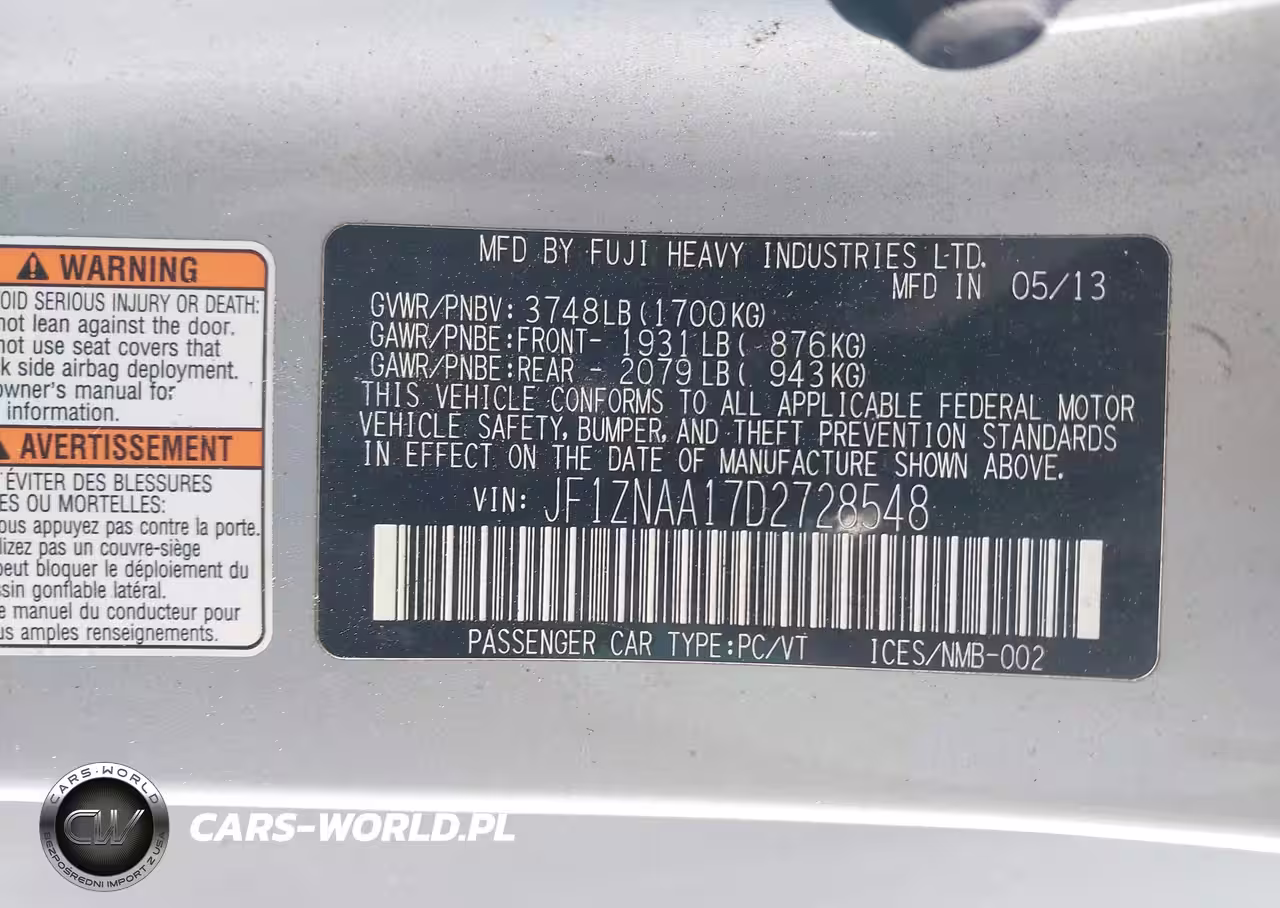 WARNING
OID SERIOUS INJURY OR DEATH:
not lean against the door.
not use seat covers that
k side airbag deployment.
owner's manual for
information.
AVERTISSEMENT
ÉVITER DES BLESSURES
ES OU MORTELLES:
ous appuyez pas contre la porte.
lizez pas un couvre-siège
peut bloquer le déploiement du
sin gonflable latéral.
e manuel du conducteur pour
us amples renseignements.
MFD BY FUJI HEAVY INDUSTRIES LTD.
MFD IN 05/13
GVWR/PNBV: 3748LB(1700KG)
GAWR/PNBE:FRONT- 1931LB( 876KG)
GAWR/PNBE:REAR - 2079LB( 943KG)
THIS VEHICLE CONFORMS TO ALL APPLICABLE FEDERAL MOTOR
VEHICLE SAFETY, BUMPER, AND THEFT PREVENTION STANDARDS
IN EFFECT ON THE DATE OF MANUFACTURE SHOWN ABOVE.
VIN: JF1ZNAA17D2728548
PASSENGER CAR TYPE:PC/VT ICES/NMB-002
CARS-WORLD
CW
BEZPOŚREDNI IMPORT Z USA
CARS-WORLD.PL